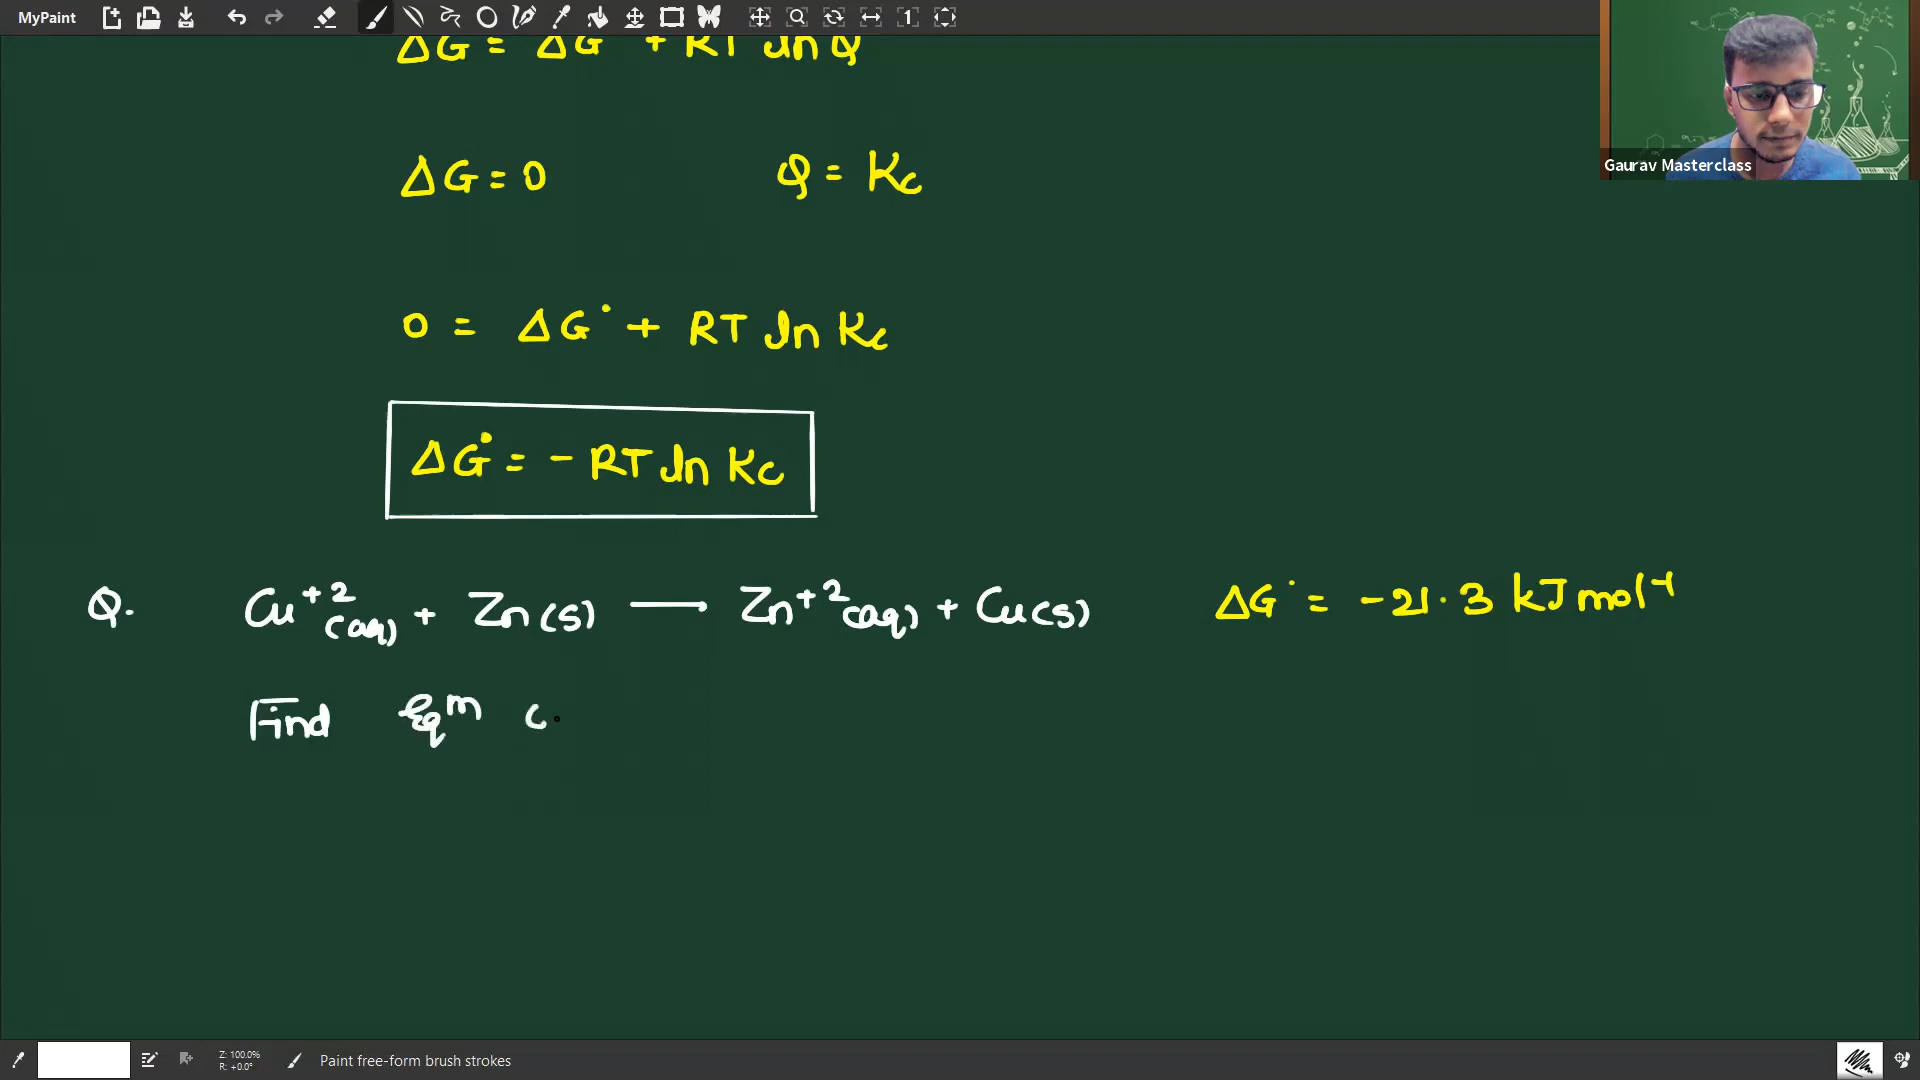 MyPaint
ΔG = ΔG + RT ln Q
Gaurav Masterclass
ΔG = 0 Q = Kc
0 = ΔG° + RT ln Kc
ΔG° = - RT ln Kc
Q. Cu+2(aq) + Zn(s) — Zn+2(aq) + Cu(s) ΔG° = -21.3 kJ mol-1
Find Eqm c
Z: 100.0%
R: +0.0°
Paint free-form brush strokes